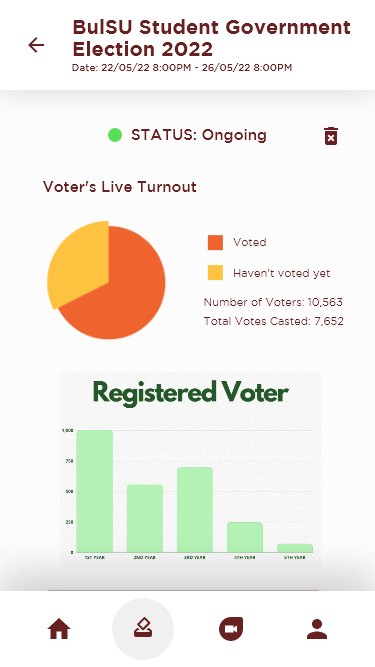 BulSU Student Government
Election 2022
Date: 22/05/22 8:00PM - 26/05/22 8:00PM
STATUS: Ongoing
Voter's Live Turnout
Voted
Haven't voted yet
Number of Voters: 10,563
Total Votes Casted: 7,652
Registered Voter
1,000
750
500
250
0
1ST YEAR 2ND YEAR 3RD YEAR 4TH YEAR 5TH YEAR